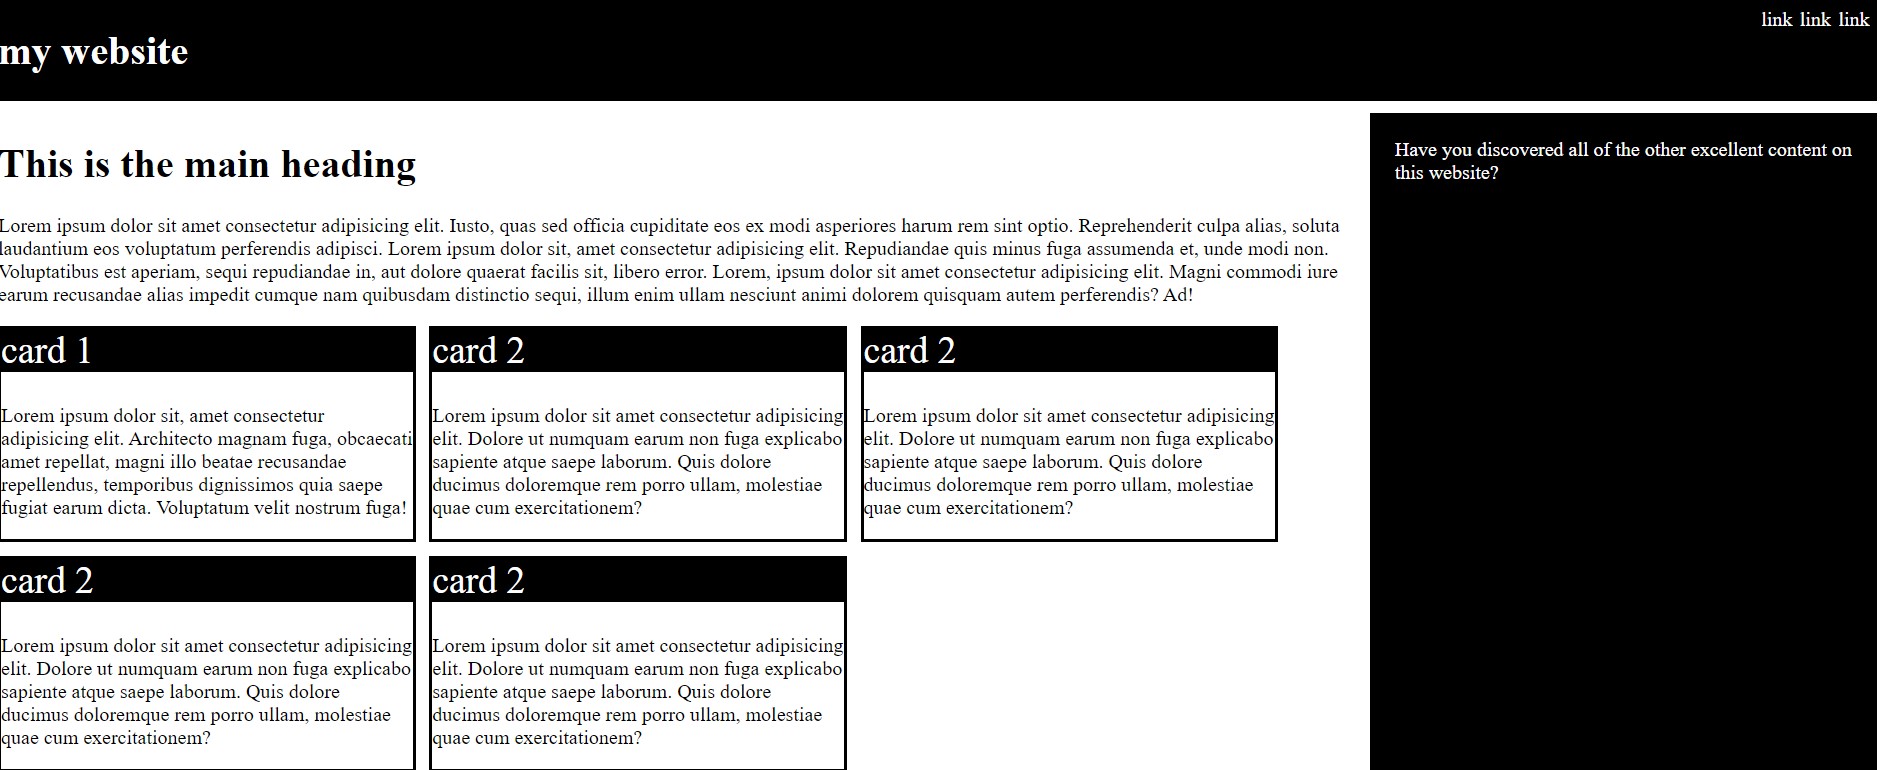 link link link
my website
This is the main heading
Lorem ipsum dolor sit amet consectetur adipisicing elit. Iusto, quas sed officia cupiditate eos ex modi asperiores harum rem sint optio. Reprehenderit culpa alias, soluta
laudantium eos voluptatum perferendis adipisci. Lorem ipsum dolor sit, amet consectetur adipisicing elit. Repudiandae quis minus fuga assumenda et, unde modi non.
Voluptatibus est aperiam, sequi repudiandae in, aut dolore quaerat facilis sit, libero error. Lorem, ipsum dolor sit amet consectetur adipisicing elit. Magni commodi iure
earum recusandae alias impedit cumque nam quibusdam distinctio sequi, illum enim ullam nesciunt animi dolorem quisquam autem perferendis? Ad!
card 1
Lorem ipsum dolor sit, amet consectetur
adipisicing elit. Architecto magnam fuga, obcaecati
amet repellat, magni illo beatae recusandae
repellendus, temporibus dignissimos quia saepe
fugiat earum dicta. Voluptatum velit nostrum fuga!
card 2
Lorem ipsum dolor sit amet consectetur adipisicing
elit. Dolore ut numquam earum non fuga explicabo
sapiente atque saepe laborum. Quis dolore
ducimus doloremque rem porro ullam, molestiae
quae cum exercitationem?
card 2
Lorem ipsum dolor sit amet consectetur adipisicing
elit. Dolore ut numquam earum non fuga explicabo
sapiente atque saepe laborum. Quis dolore
ducimus doloremque rem porro ullam, molestiae
quae cum exercitationem?
card 2
Lorem ipsum dolor sit amet consectetur adipisicing
elit. Dolore ut numquam earum non fuga explicabo
sapiente atque saepe laborum. Quis dolore
ducimus doloremque rem porro ullam, molestiae
quae cum exercitationem?
card 2
Lorem ipsum dolor sit amet consectetur adipisicing
elit. Dolore ut numquam earum non fuga explicabo
sapiente atque saepe laborum. Quis dolore
ducimus doloremque rem porro ullam, molestiae
quae cum exercitationem?
Have you discovered all of the other excellent content on
this website?